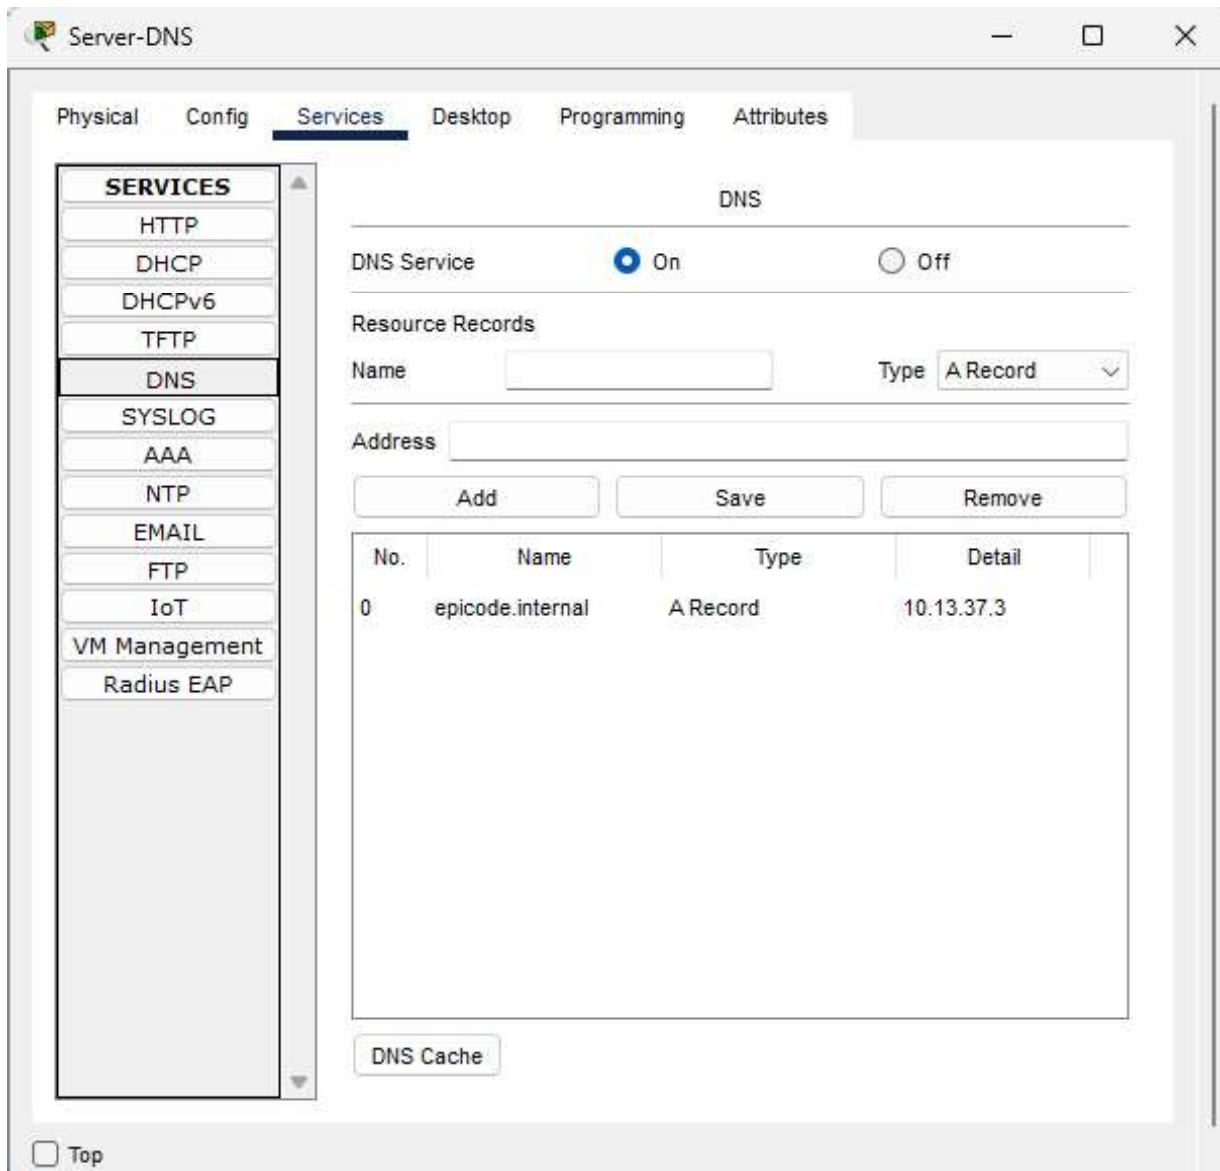 Server-DNS
Physical Config Services Desktop Programming Attributes
SERVICES
HTTP
DHCP
DHCPv6
TFTP
DNS
SYSLOG
AAA
NTP
EMAIL
FTP
IoT
VM Management
Radius EAP
DNS
DNS Service On Off
Resource Records
Name Type A Record
Address
Add Save Remove
No. Name Type Detail
0 epicode.internal A Record 10.13.37.3
DNS Cache
Top